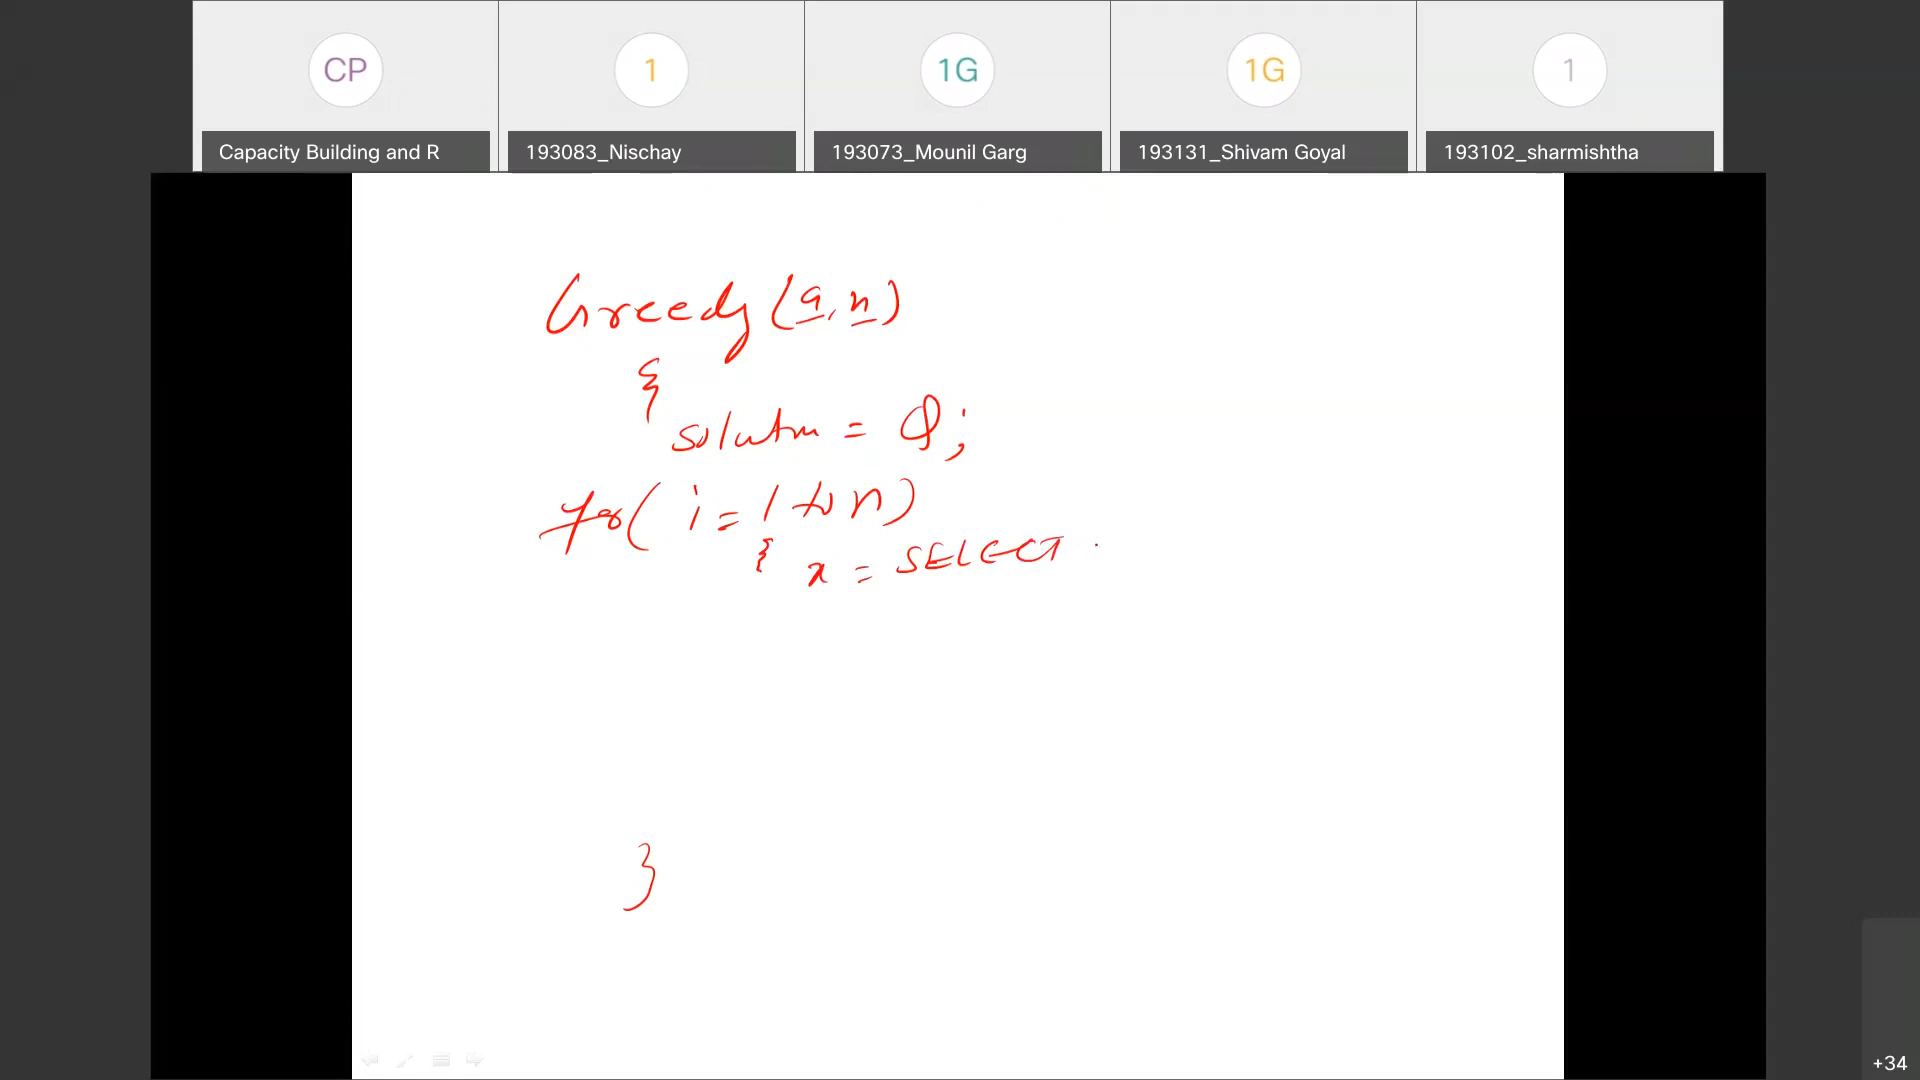 CP
1
1G
1G
1
Capacity Building and R
193083_Nischay
193073_Mounil Garg
193131_Shivam Goyal
193102_sharmishtha
Greedy (a, n)
{
solutn = φ;
for( i = 1 to n)
{ x = SELECT
}
+34